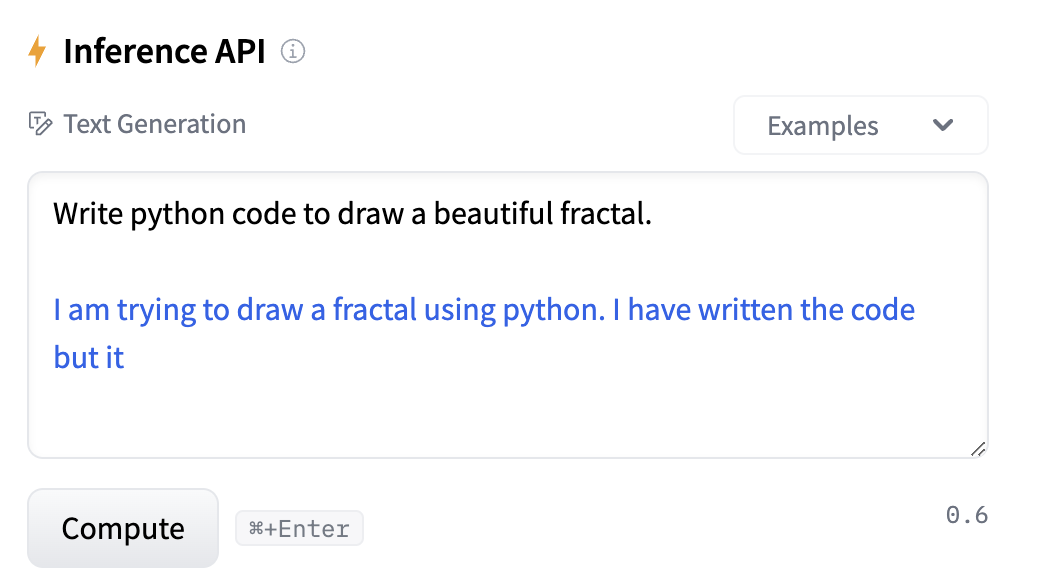 Inference API
Text Generation
Examples
Write python code to draw a beautiful fractal.
I am trying to draw a fractal using python. I have written the code
but it
Compute
⌘+Enter
0.6